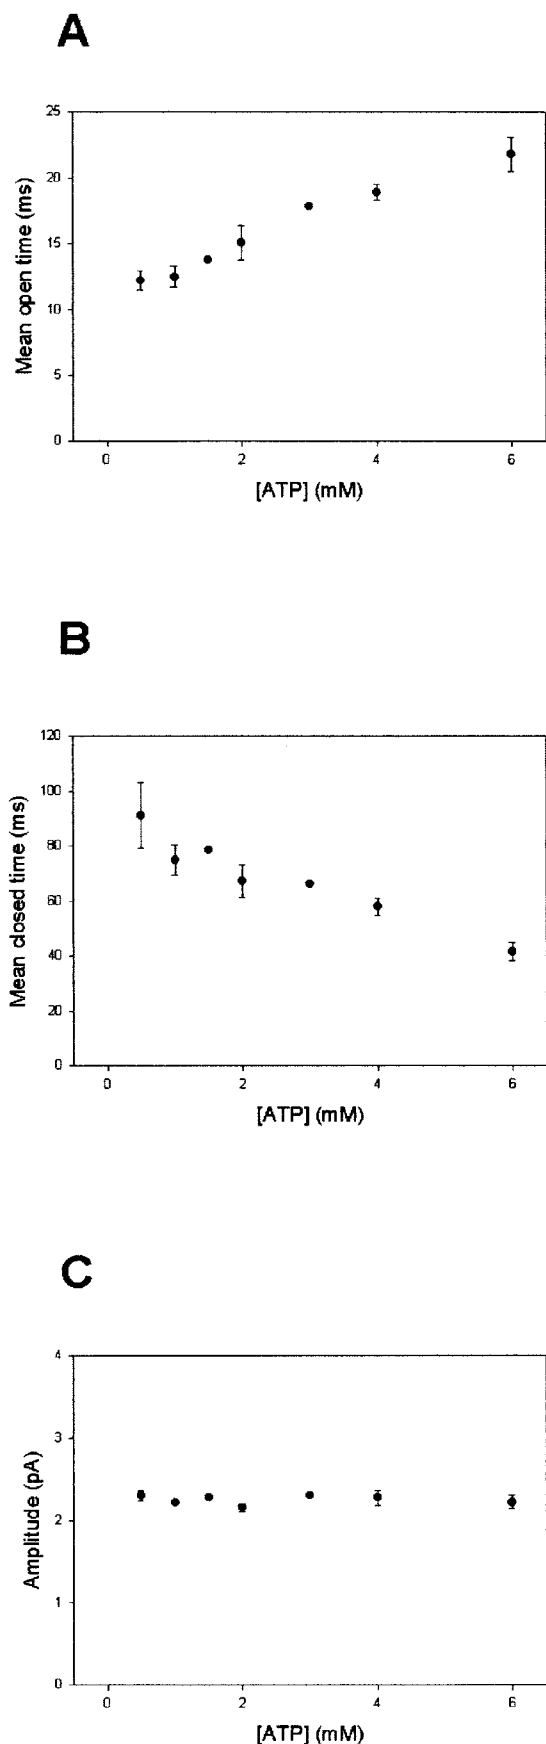 A
25
20
15
10
5
0
Mean open time (ms)
0 2 4 6
[ATP] (mM)
B
120
100
80
60
40
20
0
Mean closed time (ms)
0 2 4 6
[ATP] (mM)
C
4
3
2
1
0
Amplitude (pA)
0 2 4 6
[ATP] (mM)